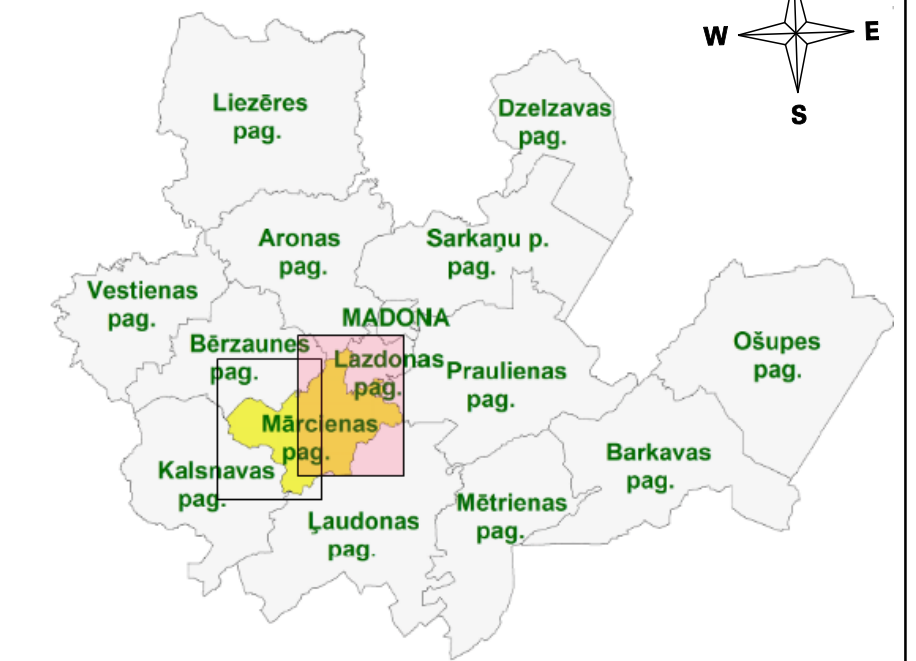 W
E
S
Liezēres
pag.
Dzelzavas
pag.
Aronas
pag.
Sarkaņu p.
pag.
Vestienas
pag.
MADONA
Bērzaunes
pag.
Lazdonas
pag.
Praulienas
pag.
Ošupes
pag.
Mārcienas
pag.
Kalsnavas
pag.
Barkavas
pag.
Ļaudonas
pag.
Mētrienas
pag.